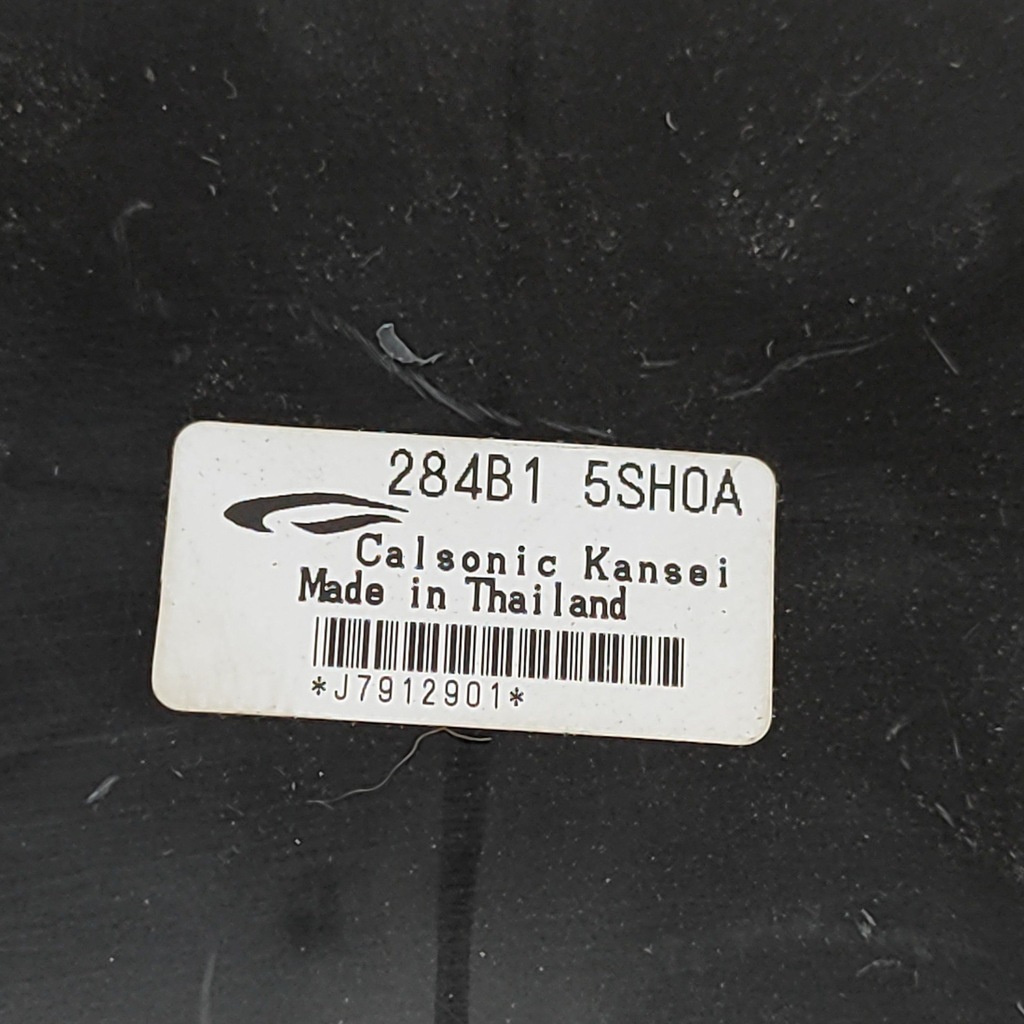 284B1 5SH0A
Calsonic Kansei
Made in Thailand
*J7912901*